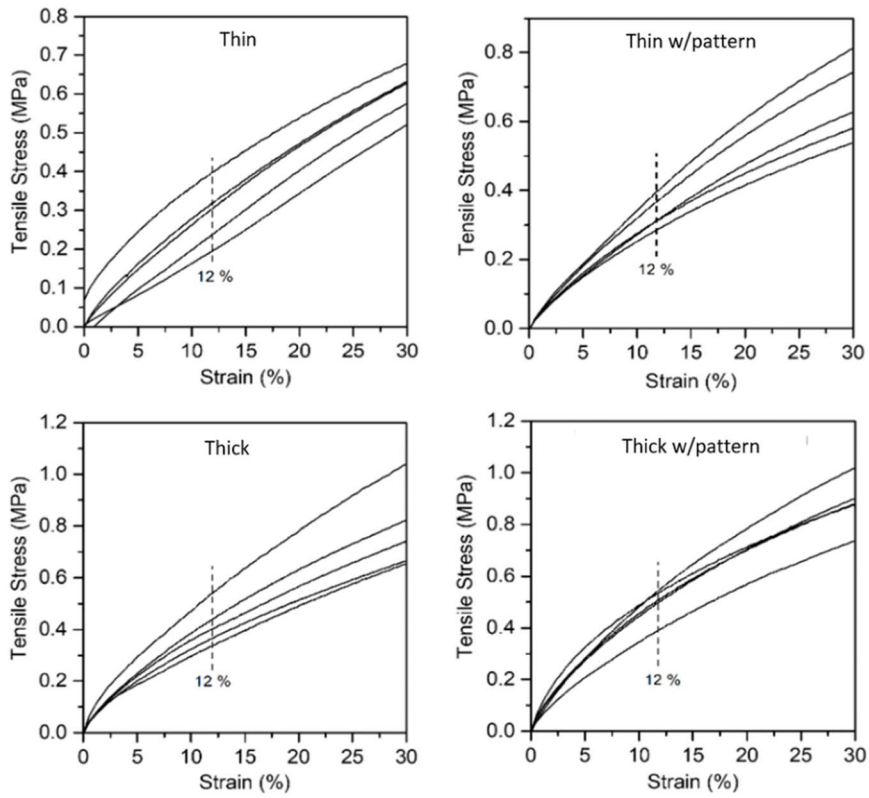 Thin
0.8
0.7
0.6
0.5
0.4
0.3
0.2
0.1
0.0
Tensile Stress (MPa)
12 %
0 5 10 15 20 25 30
Strain (%)
Thin w/pattern
0.8
0.6
0.4
0.2
0.0
Tensile Stress (MPa)
12 %
0 5 10 15 20 25 30
Strain (%)
Thick
1.2
1.0
0.8
0.6
0.4
0.2
0.0
Tensile Stress (MPa)
12 %
0 5 10 15 20 25 30
Strain (%)
Thick w/pattern
1.2
1.0
0.8
0.6
0.4
0.2
0.0
Tensile Stress (MPa)
12 %
0 5 10 15 20 25 30
Strain (%)